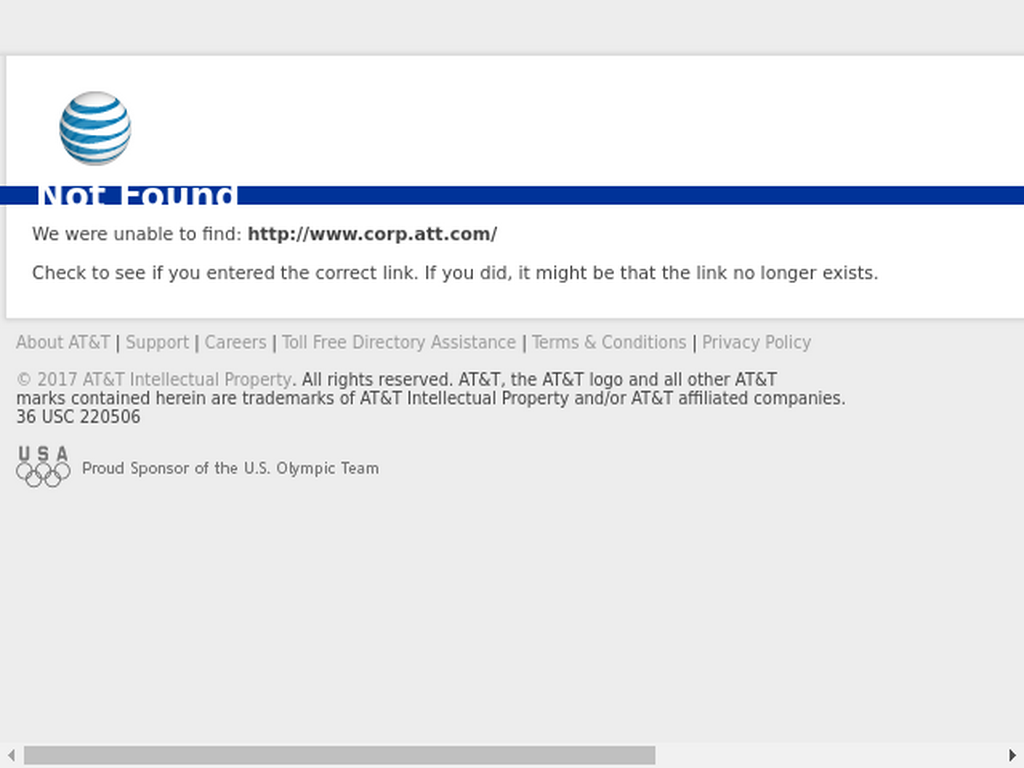 Not Found
We were unable to find: http://www.corp.att.com/
Check to see if you entered the correct link. If you did, it might be that the link no longer exists.
About AT&T | Support | Careers | Toll Free Directory Assistance | Terms & Conditions | Privacy Policy
© 2017 AT&T Intellectual Property. All rights reserved. AT&T, the AT&T logo and all other AT&T
marks contained herein are trademarks of AT&T Intellectual Property and/or AT&T affiliated companies.
36 USC 220506
USA
Proud Sponsor of the U.S. Olympic Team